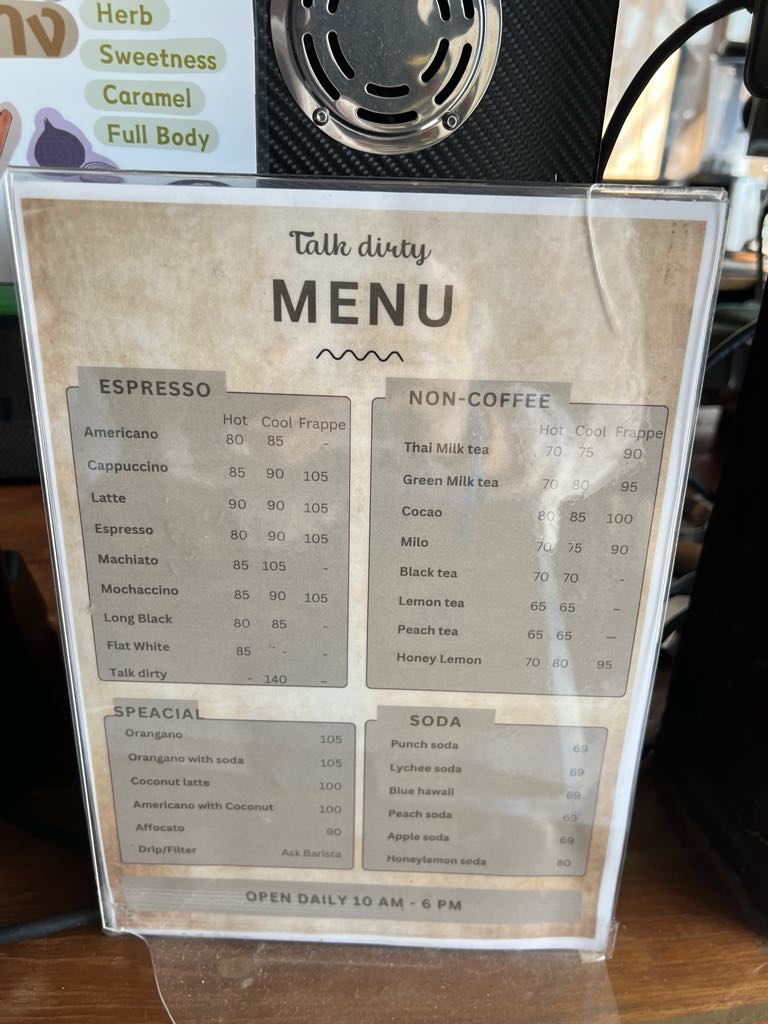 Herb
Sweetness
Caramel
Full Body
Talk dirty
MENU
ESPRESSO
Hot Cool Frappe
Americano 80 85 -
Cappuccino 85 90 105
Latte 90 90 105
Espresso 80 90 105
Machiato 85 105 -
Mochaccino 85 90 105
Long Black 80 85 -
Flat White 85 - -
Talk dirty - 140 -
NON-COFFEE
Hot Cool Frappe
Thai Milk tea 70 75 90
Green Milk tea 70 80 95
Cocao 80 85 100
Milo 70 75 90
Black tea 70 70 -
Lemon tea 65 65 -
Peach tea 65 65 -
Honey Lemon 70 80 95
SPEACIAL
Orangano 105
Orangano with soda 105
Coconut latte 100
Americano with Coconut 100
Affocato 90
Drip/Filter Ask Barista
SODA
Punch soda 69
Lychee soda 69
Blue hawaii 69
Peach soda 69
Apple soda 69
Honeylemon soda 80
OPEN DAILY 10 AM - 6 PM